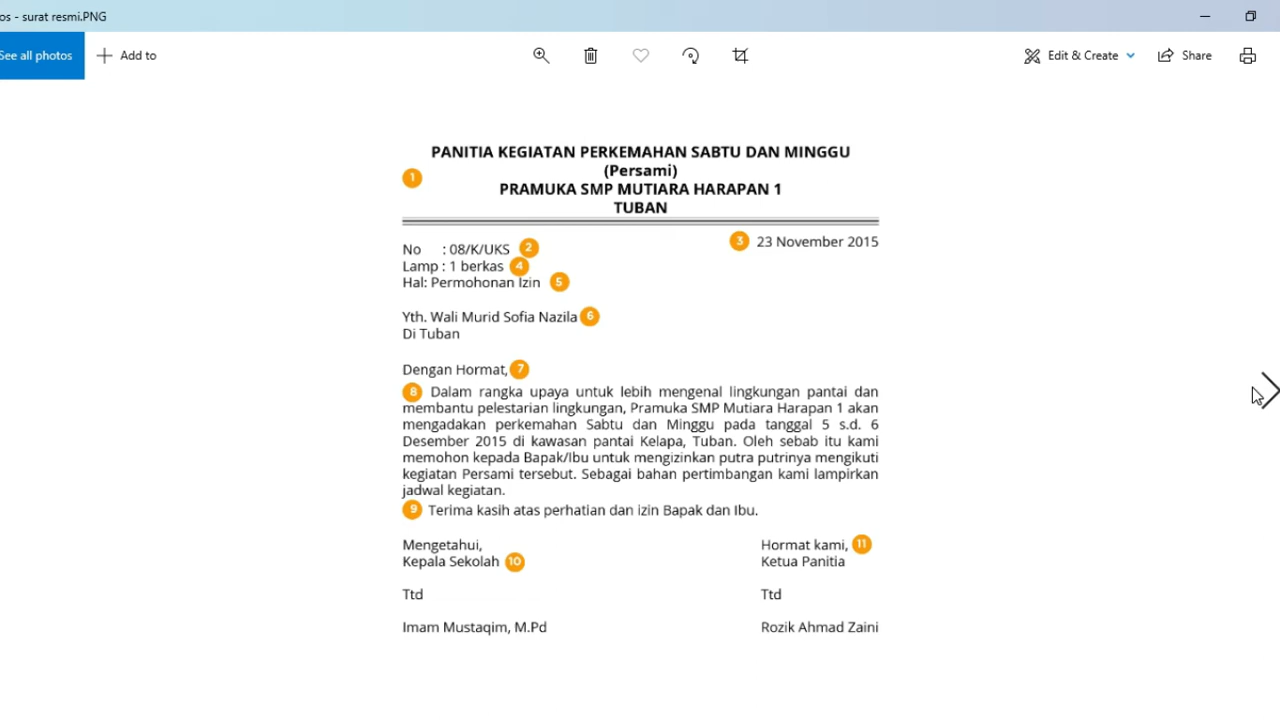 os - surat resmi.PNG
See all photos
Add to
Edit & Create
Share
PANITIA KEGIATAN PERKEMAHAN SABTU DAN MINGGU
(Persami)
1
PRAMUKA SMP MUTIARA HARAPAN 1
TUBAN
3 23 November 2015
No : 08/K/UKS 2
Lamp : 1 berkas 4
Hal: Permohonan Izin 5
Yth. Wali Murid Sofia Nazila 6
Di Tuban
Dengan Hormat, 7
8 Dalam rangka upaya untuk lebih mengenal lingkungan pantai dan
membantu pelestarian lingkungan, Pramuka SMP Mutiara Harapan 1 akan
mengadakan perkemahan Sabtu dan Minggu pada tanggal 5 s.d. 6
Desember 2015 di kawasan pantai Kelapa, Tuban. Oleh sebab itu kami
memohon kepada Bapak/Ibu untuk mengizinkan putra putrinya mengikuti
kegiatan Persami tersebut. Sebagai bahan pertimbangan kami lampirkan
jadwal kegiatan.
9 Terima kasih atas perhatian dan izin Bapak dan Ibu.
Mengetahui,
Kepala Sekolah 10
Ttd
Imam Mustaqim, M.Pd
Hormat kami, 11
Ketua Panitia
Ttd
Rozik Ahmad Zaini